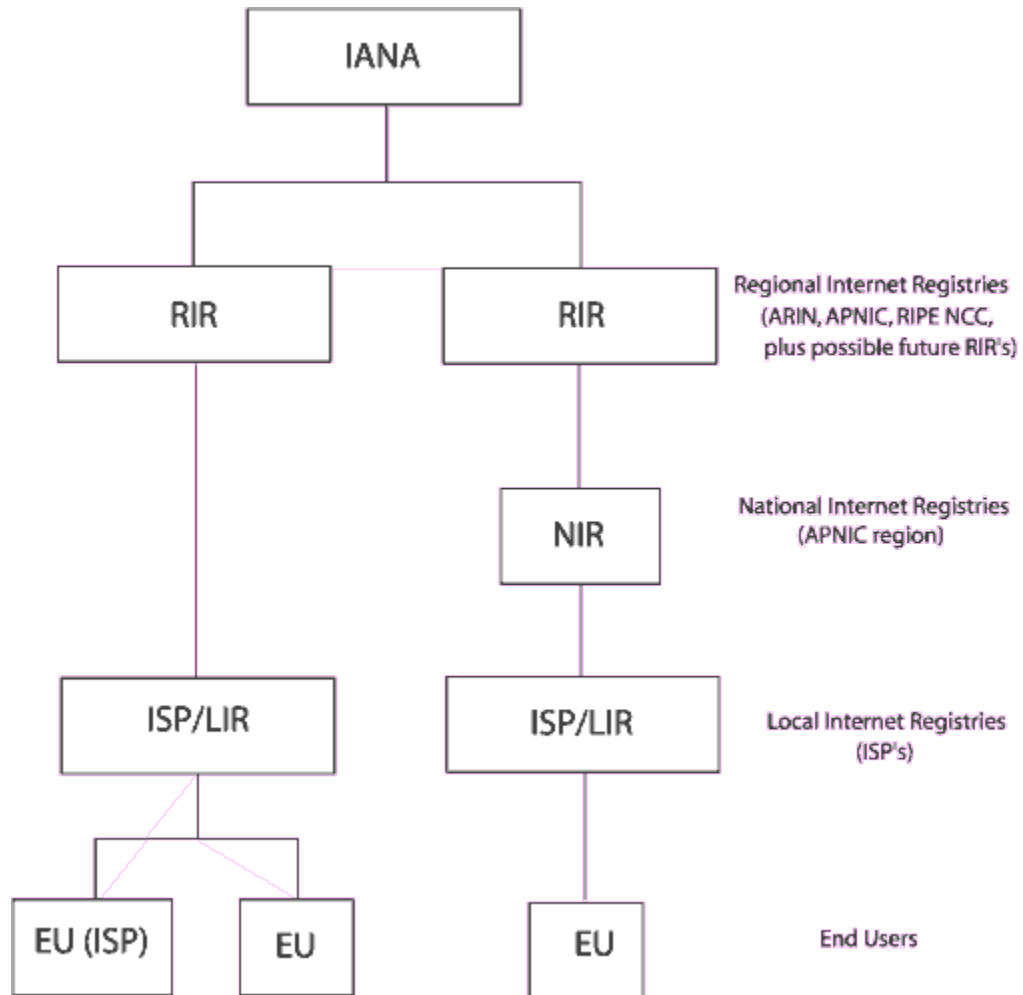 IANA
RIR
RIR
Regional Internet Registries
(ARIN, APNIC, RIPE NCC,
plus possible future RIR's)
NIR
National Internet Registries
(APNIC region)
ISP/LIR
ISP/LIR
Local Internet Registries
(ISP's)
EU (ISP)
EU
EU
End Users